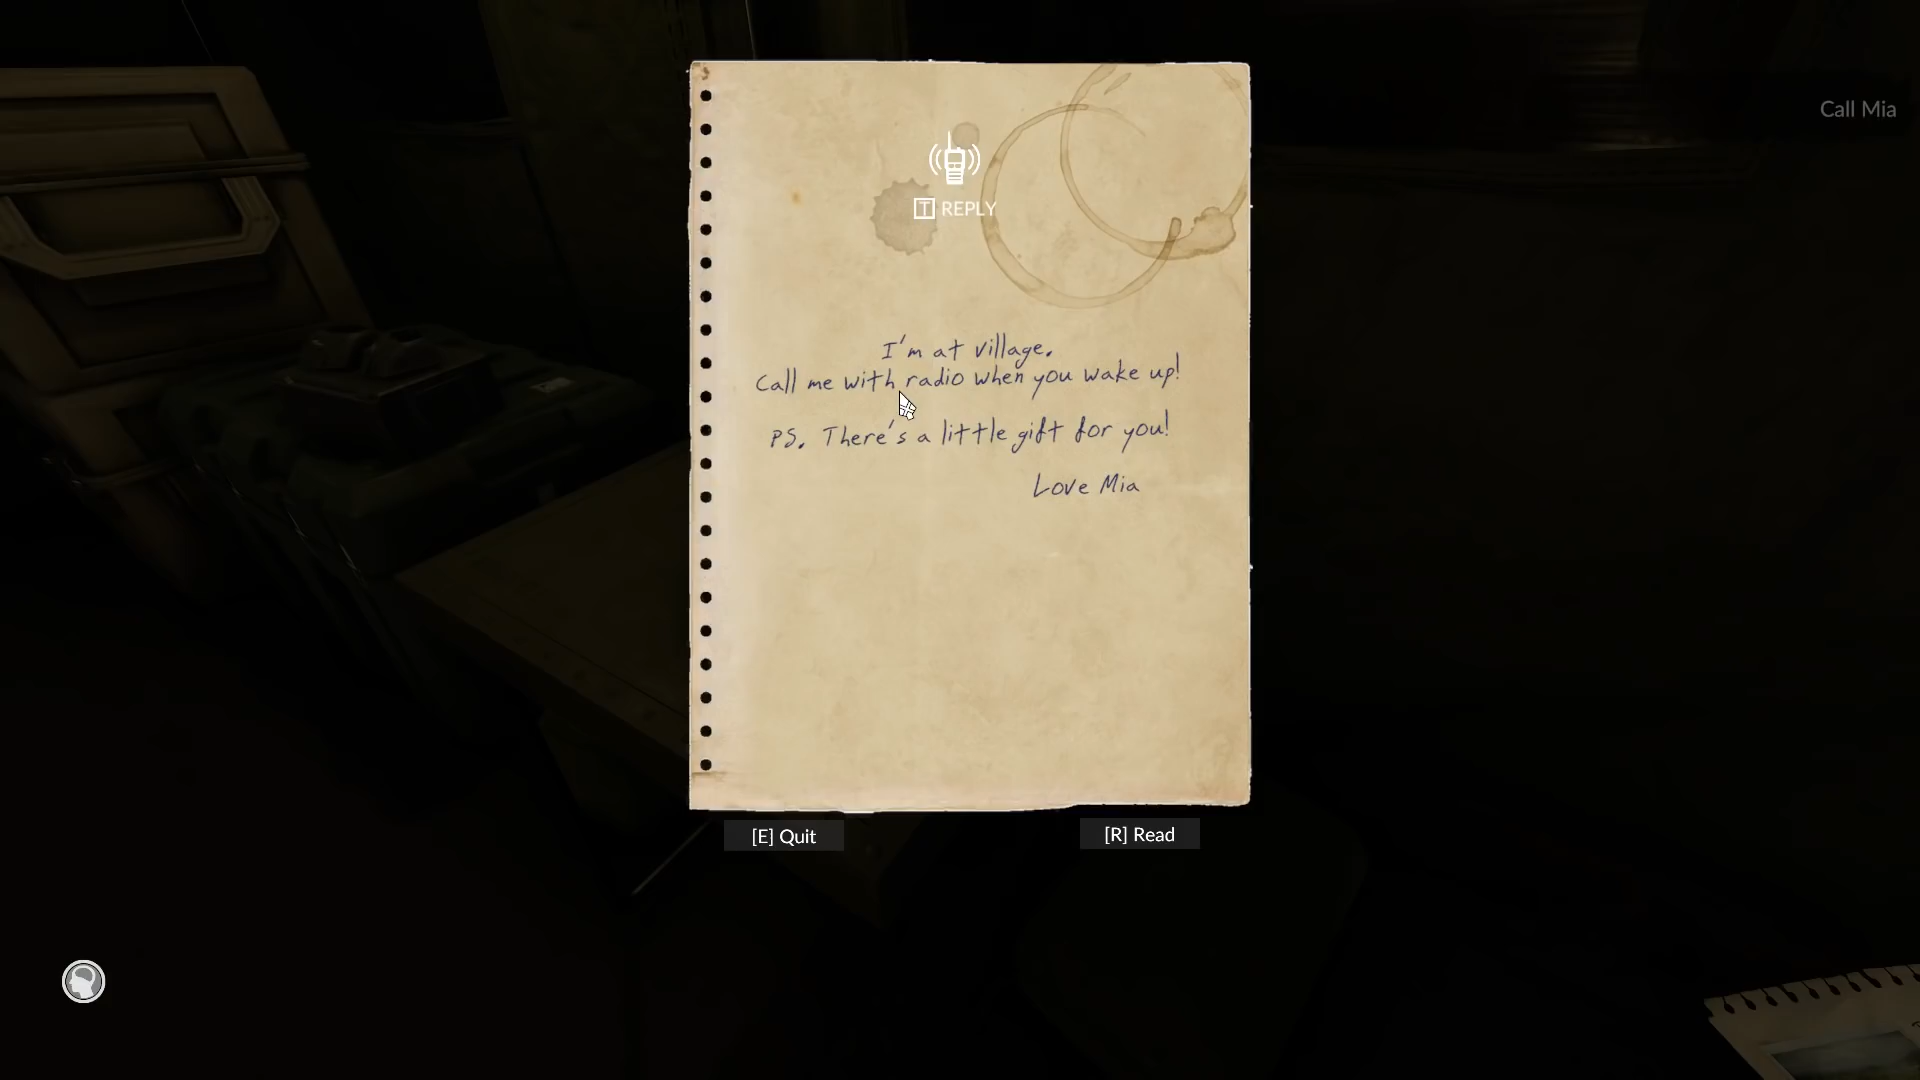 Call Mia
T REPLY
I'm at village.
Call me with radio when you wake up!
PS. There's a little gift for you!
Love Mia
[E] Quit
[R] Read